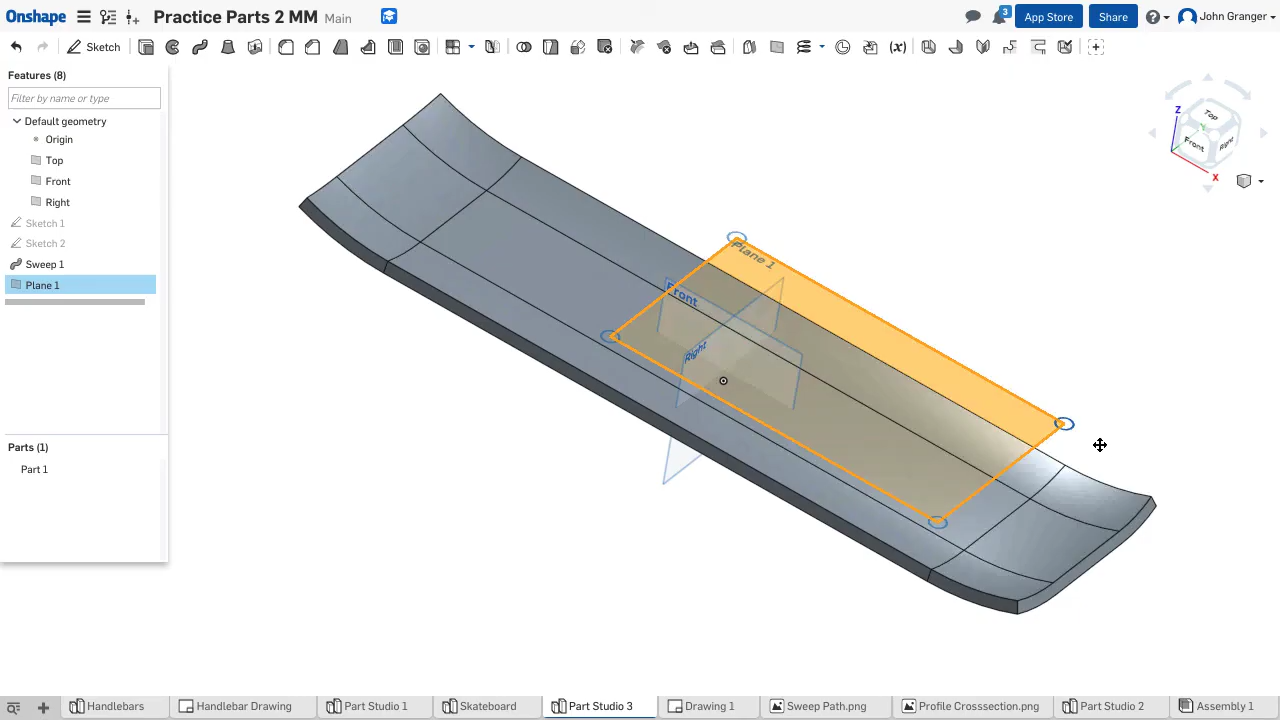 Onshape
Practice Parts 2 MM
Main
3
App Store
Share
John Granger
Sketch
(x)
Features (8)
Filter by name or type
Default geometry
Origin
Top
Front
Right
Sketch 1
Sketch 2
Sweep 1
Plane 1
Parts (1)
Part 1
Plane 1
Front
Right
Z
Top
Y
Front
Right
X
Handlebars
Handlebar Drawing
Part Studio 1
Skateboard
Part Studio 3
Drawing 1
Sweep Path.png
Profile Crosssection.png
Part Studio 2
Assembly 1